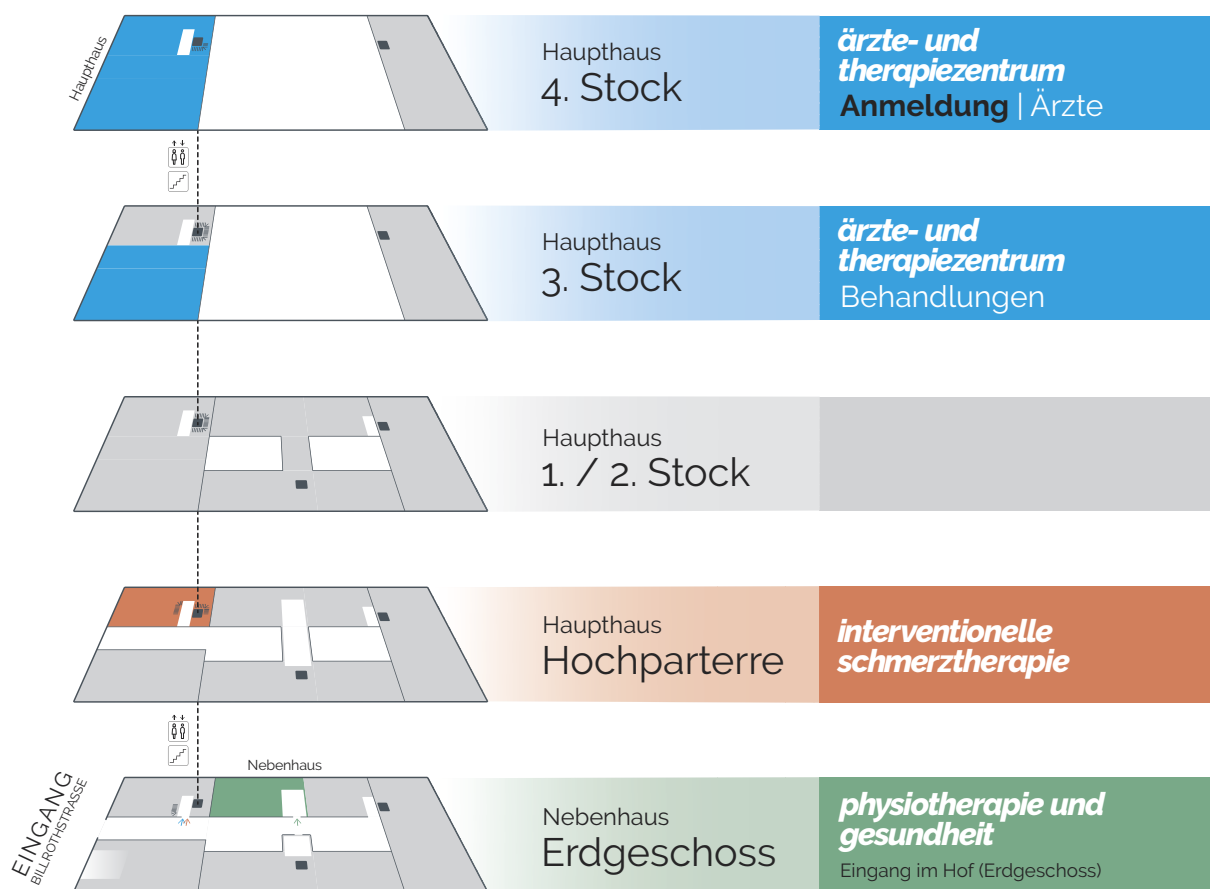 Haupthaus
Haupthaus
4. Stock
ärzte- und
therapiezentrum
Anmeldung | Ärzte
Haupthaus
3. Stock
ärzte- und
therapiezentrum
Behandlungen
Haupthaus
1. / 2. Stock
Haupthaus
Hochparterre
interventionelle
schmerztherapie
EINGANG
BILLROTHSTRASSE
Nebenhaus
Nebenhaus
Erdgeschoss
physiotherapie und
gesundheit
Eingang im Hof (Erdgeschoss)